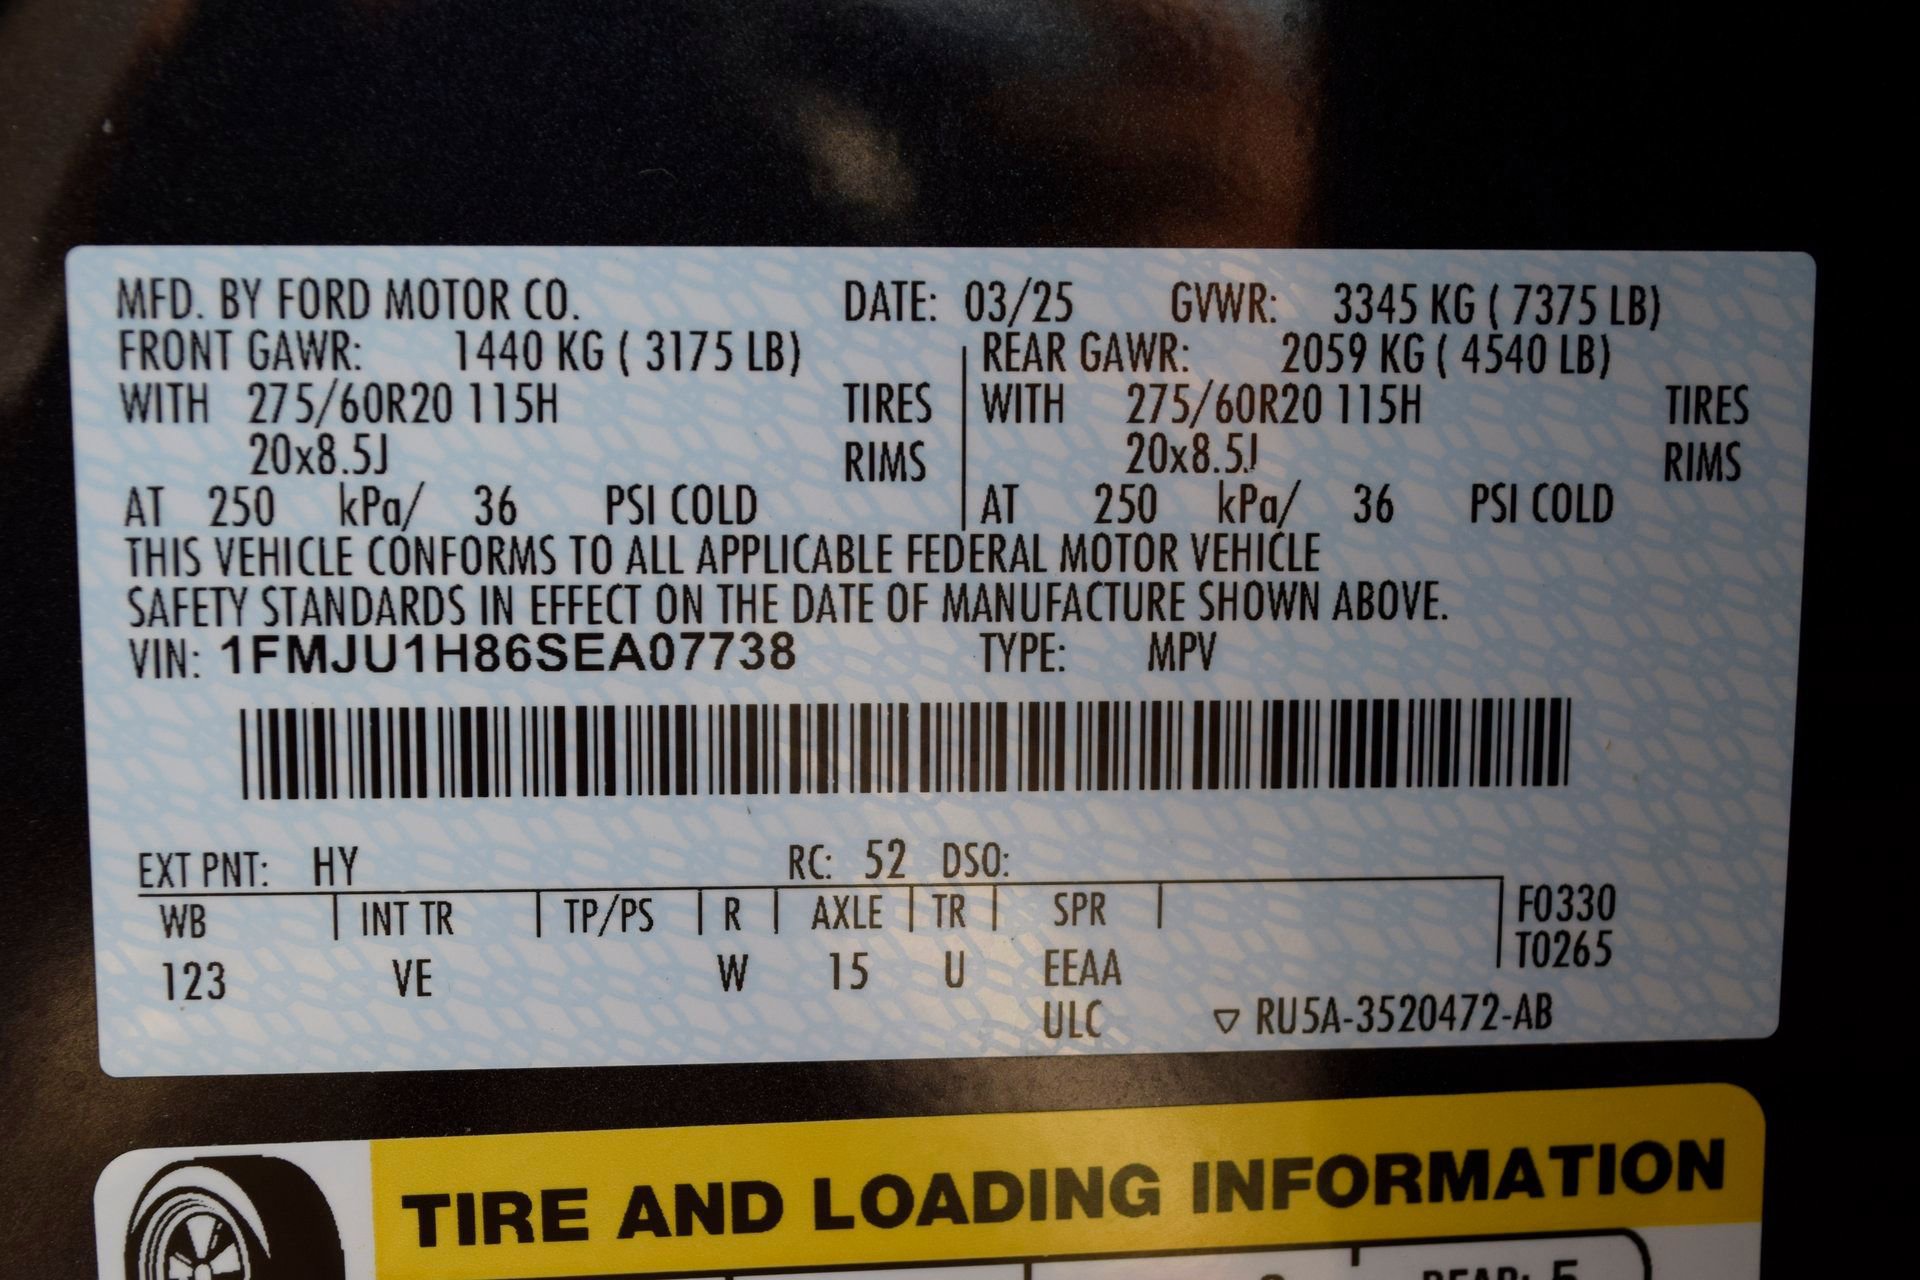 MFD. BY FORD MOTOR CO. DATE: 03/25 GVWR: 3345 KG ( 7375 LB)
FRONT GAWR: 1440 KG ( 3175 LB) REAR GAWR: 2059 KG ( 4540 LB)
WITH 275/60R20 115H TIRES WITH 275/60R20 115H TIRES
20x8.5J RIMS 20x8.5J RIMS
AT 250 kPa/ 36 PSI COLD AT 250 kPa/ 36 PSI COLD
THIS VEHICLE CONFORMS TO ALL APPLICABLE FEDERAL MOTOR VEHICLE
SAFETY STANDARDS IN EFFECT ON THE DATE OF MANUFACTURE SHOWN ABOVE.
VIN: 1FMJU1H86SEA07738 TYPE: MPV
EXT PNT: HY RC: 52 DSO:
WB INT TR TP/PS R AXLE TR SPR F0330
123 VE W 15 U EEAA T0265
ULC ▽ RU5A-3520472-AB
TIRE AND LOADING INFORMATION
REAR: 5